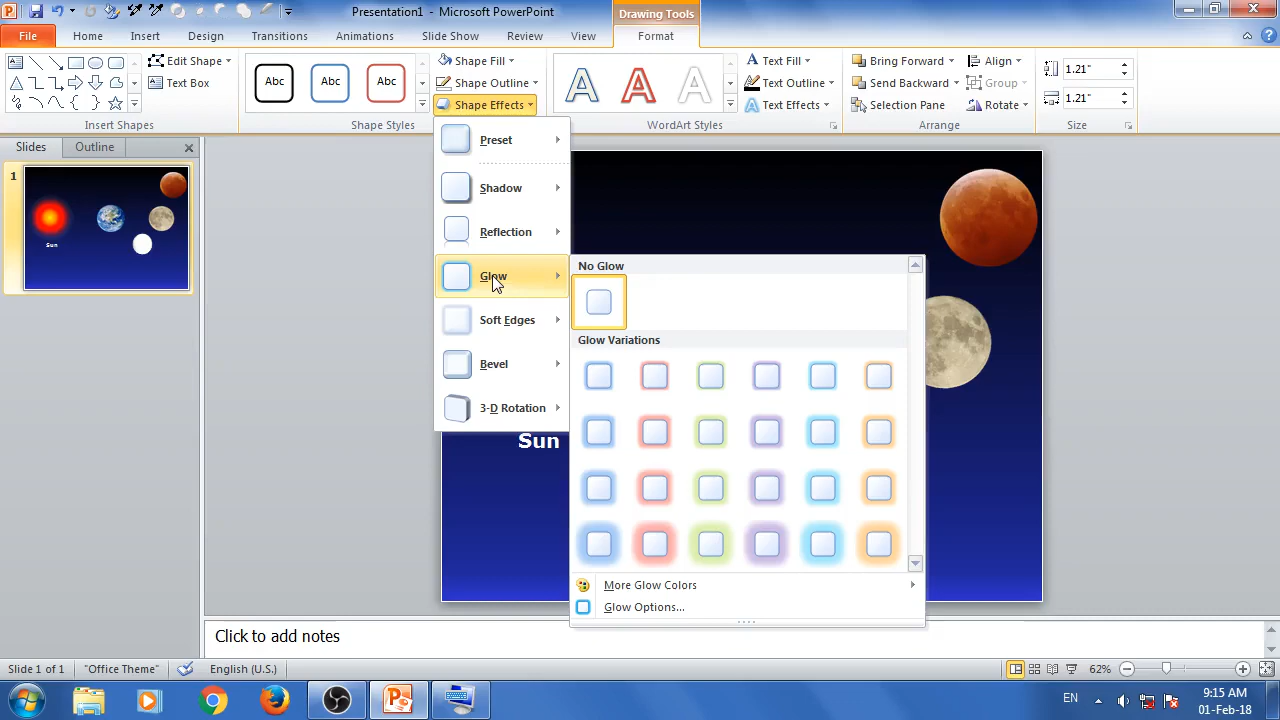 Presentation1 - Microsoft PowerPoint
Drawing Tools
File Home Insert Design Transitions Animations Slide Show Review View Format
Edit Shape
Text Box
Insert Shapes
Abc Abc Abc
Shape Styles
Shape Fill
Shape Outline
Shape Effects
A A A
WordArt Styles
Text Fill
Text Outline
Text Effects
Bring Forward
Send Backward
Selection Pane
Align
Group
Rotate
Arrange
1.21"
1.21"
Size
Slides Outline
1
Sun
Preset
Shadow
Reflection
Glow
Soft Edges
Bevel
3-D Rotation
No Glow
Glow Variations
More Glow Colors
Glow Options...
Sun
Click to add notes
Slide 1 of 1 "Office Theme" English (U.S.) 62%
EN 9:15 AM
01-Feb-18